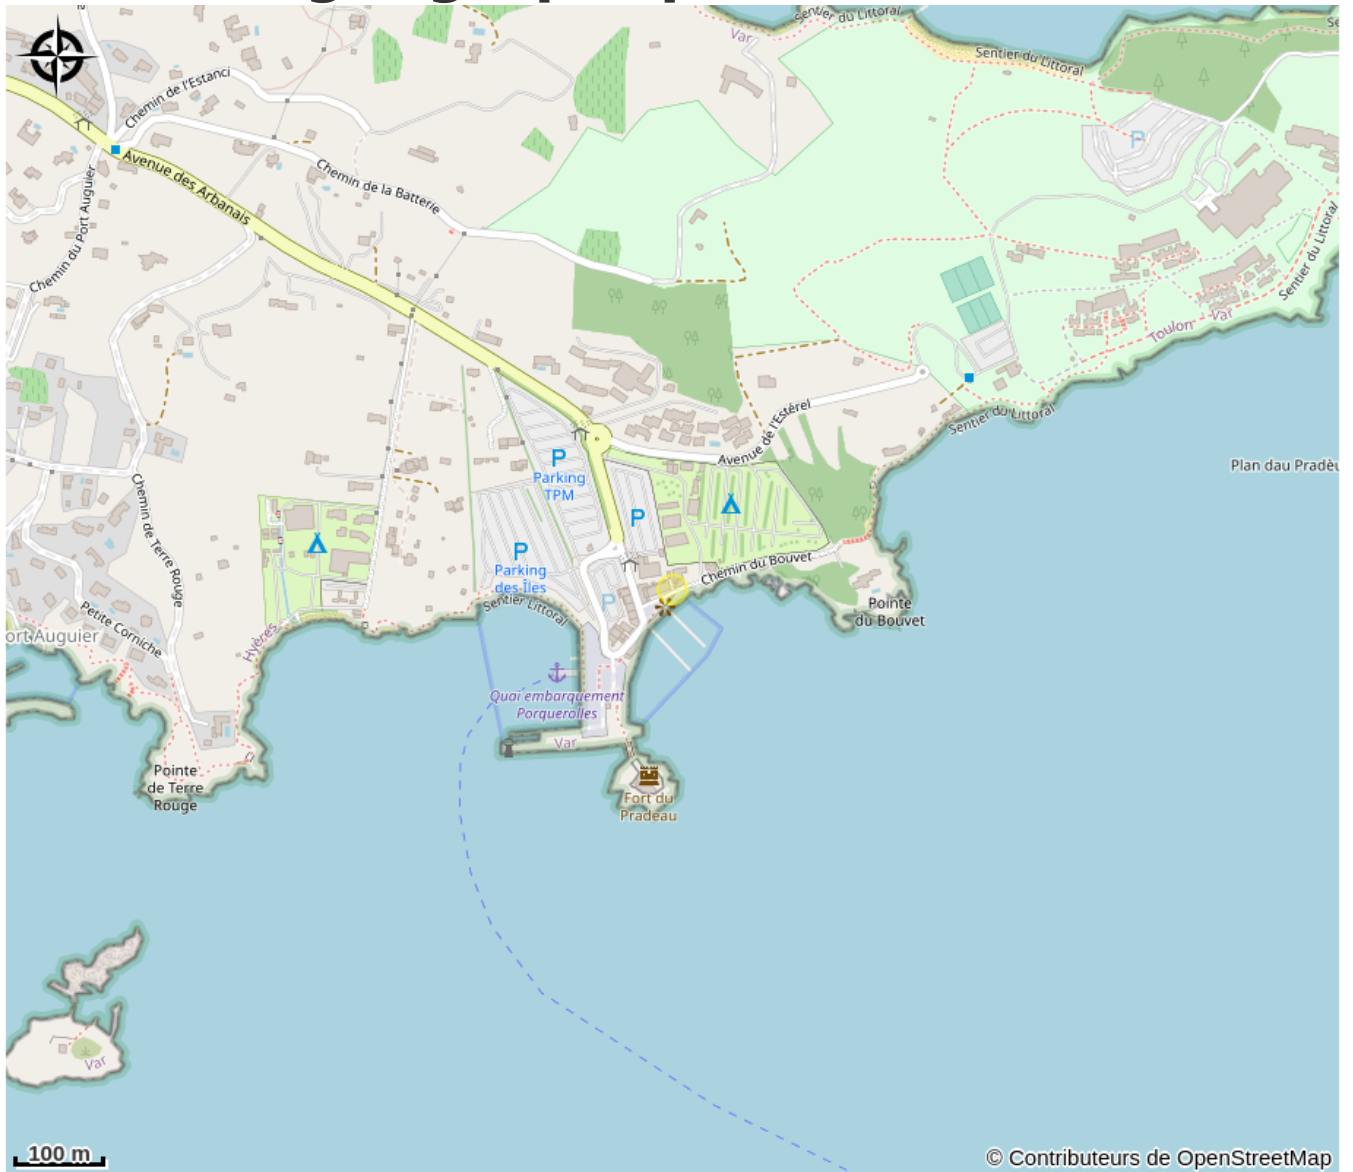 Sentier du Littoral
Var
Sentier du Littoral
Chemin de l'Estanci
P
Avenue des Arbanais
Chemin de la Batterie
Chemin du Port Auguier
Sentier du Littoral
Toulon
Var
Avenue de l'Estérel
Sentier du Littoral
P
Parking
TPM
Plan dau Pradèu
P
P
Parking
des Îles
Chemin de Terre Rouge
Chemin du Bouvet
Sentier Littoral
P
Petite Corniche
Pointe
du Bouvet
ort Auguier
Hyères
Quai embarquement
Porquerolles
Var
Pointe
de Terre
Rouge
Fort du
Pradeau
Var
100 m
© Contributeurs de OpenStreetMap